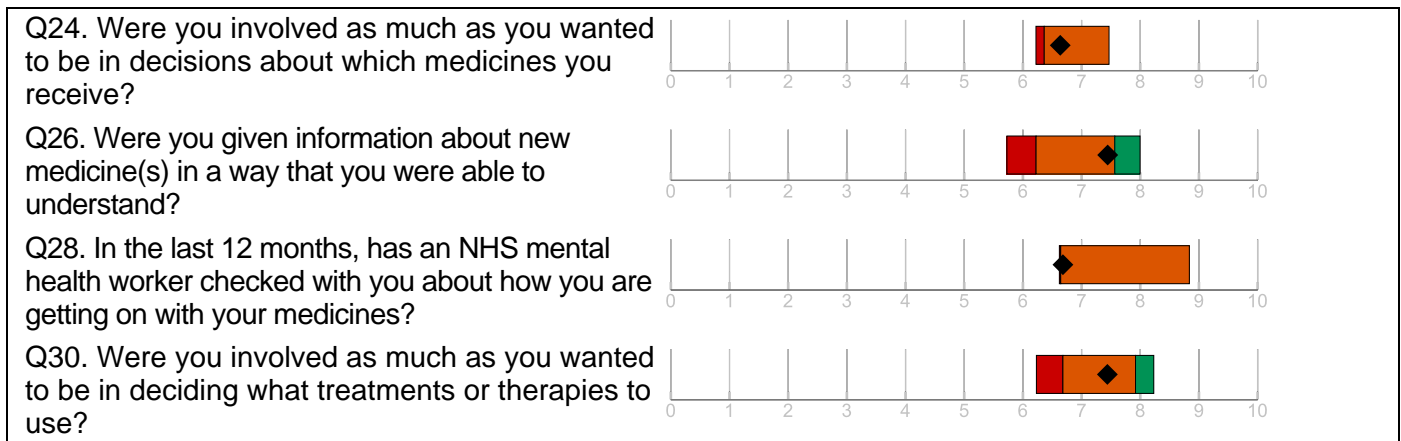 Q24. Were you involved as much as you wanted
to be in decisions about which medicines you
receive?
0 1 2 3 4 5 6 7 8 9 10
Q26. Were you given information about new
medicine(s) in a way that you were able to
understand?
0 1 2 3 4 5 6 7 8 9 10
Q28. In the last 12 months, has an NHS mental
health worker checked with you about how you are
getting on with your medicines?
0 1 2 3 4 5 6 7 8 9 10
Q30. Were you involved as much as you wanted
to be in deciding what treatments or therapies to
use?
0 1 2 3 4 5 6 7 8 9 10